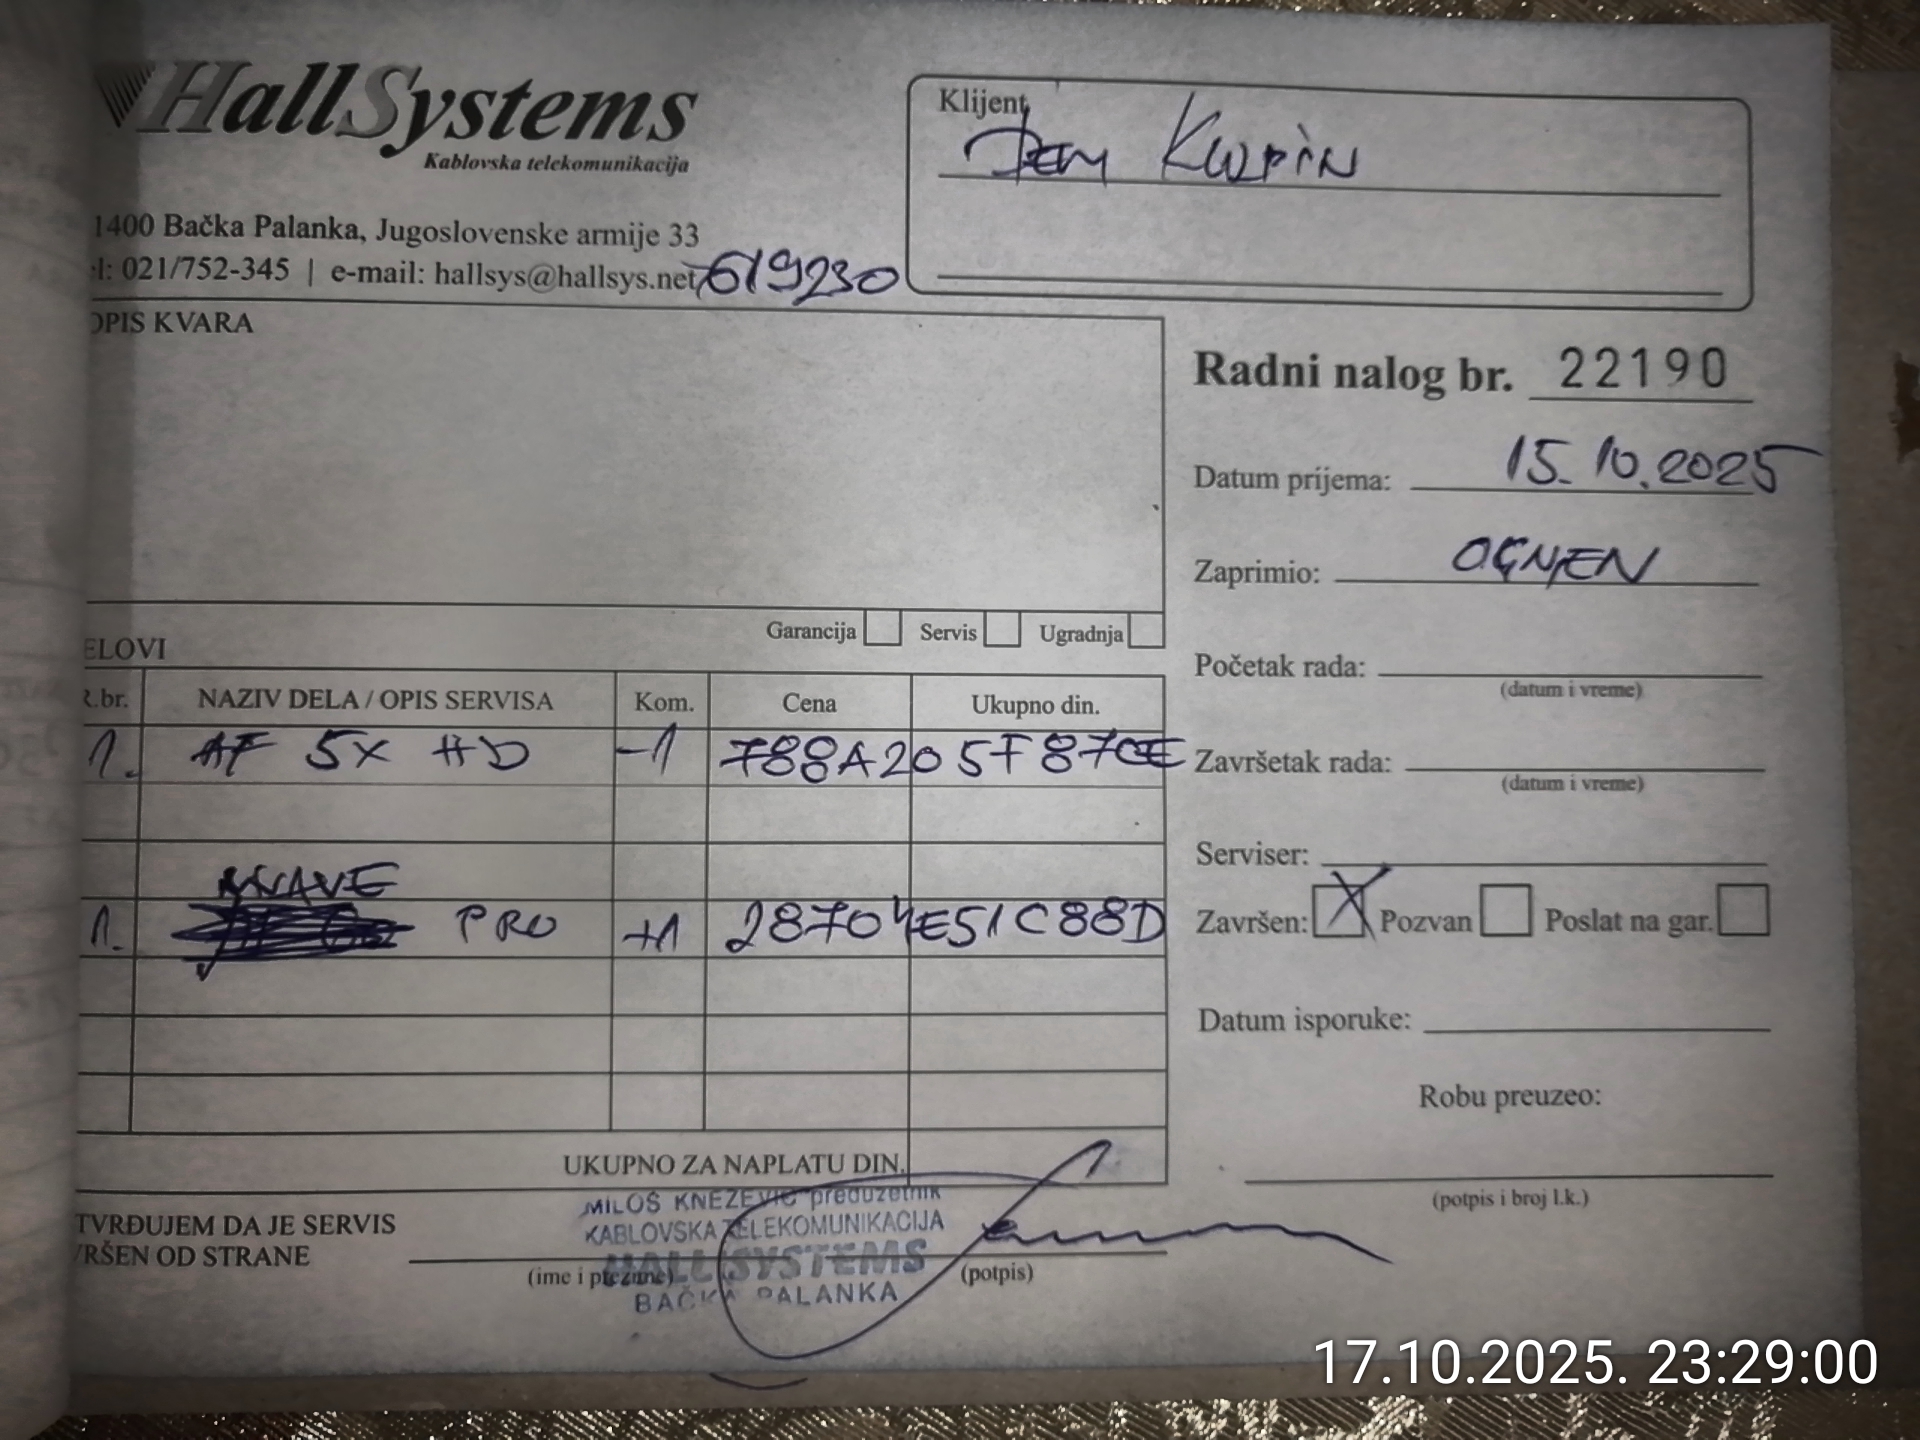 HallSystems
Kablovska telekomunikacija
1400 Bačka Palanka, Jugoslovenske armije 33
el: 021/752-345 | e-mail: hallsys@hallsys.net 619230
Klijent
OPIS KVARA
Radni nalog br. 22190
Datum prijema: 15.10.2025
Zaprimio: OGNJEN
Početak rada:
(datum i vreme)
Završetak rada:
(datum i vreme)
Serviser:
Završen: X Pozvan Poslat na gar.
Datum isporuke:
Robu preuzeo:
(potpis i broj l.k.)
Garancija Servis Ugradnja
ELOVI
R.br. NAZIV DELA / OPIS SERVISA Kom. Cena Ukupno din.
1. AF 5X HD -1 788A205F87CE
1. PRO +1 28704E51C88D
UKUPNO ZA NAPLATU DIN.
TVRĐUJEM DA JE SERVIS
VRŠEN OD STRANE
(ime i prezime)
(potpis)
MILOŠ KNEŽEVIĆ preduzetnik
KABLOVSKA TELEKOMUNIKACIJA
HALL SYSTEMS
BAČKA PALANKA
17.10.2025. 23:29:00